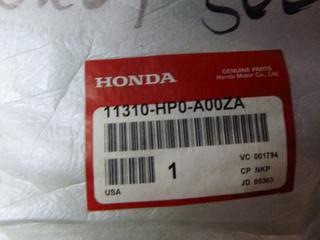 HONDA
GENUINE PARTS
Honda Motor Co., Ltd.
11310-HP0-A00ZA
1
VC 001794
CP NKP
JD 05363
USA